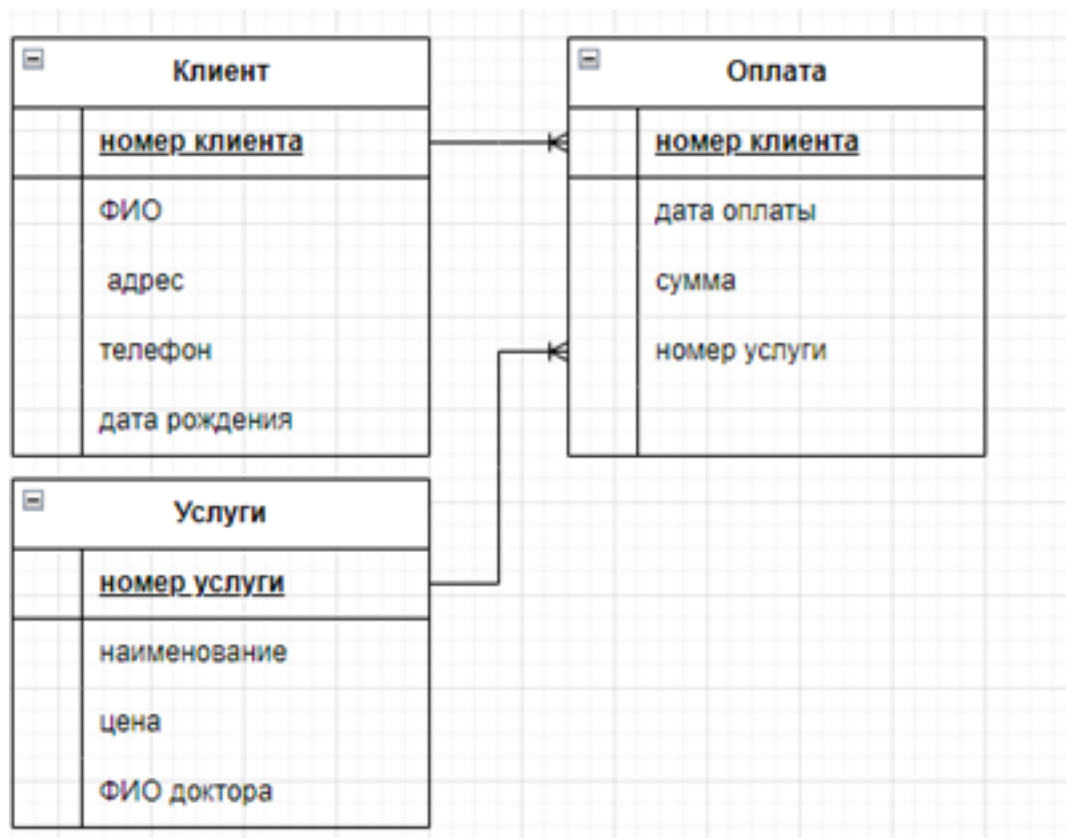 Клиент
номер клиента
ФИО
адрес
телефон
дата рождения
Оплата
номер клиента
дата оплаты
сумма
номер услуги
Услуги
номер услуги
наименование
цена
ФИО доктора